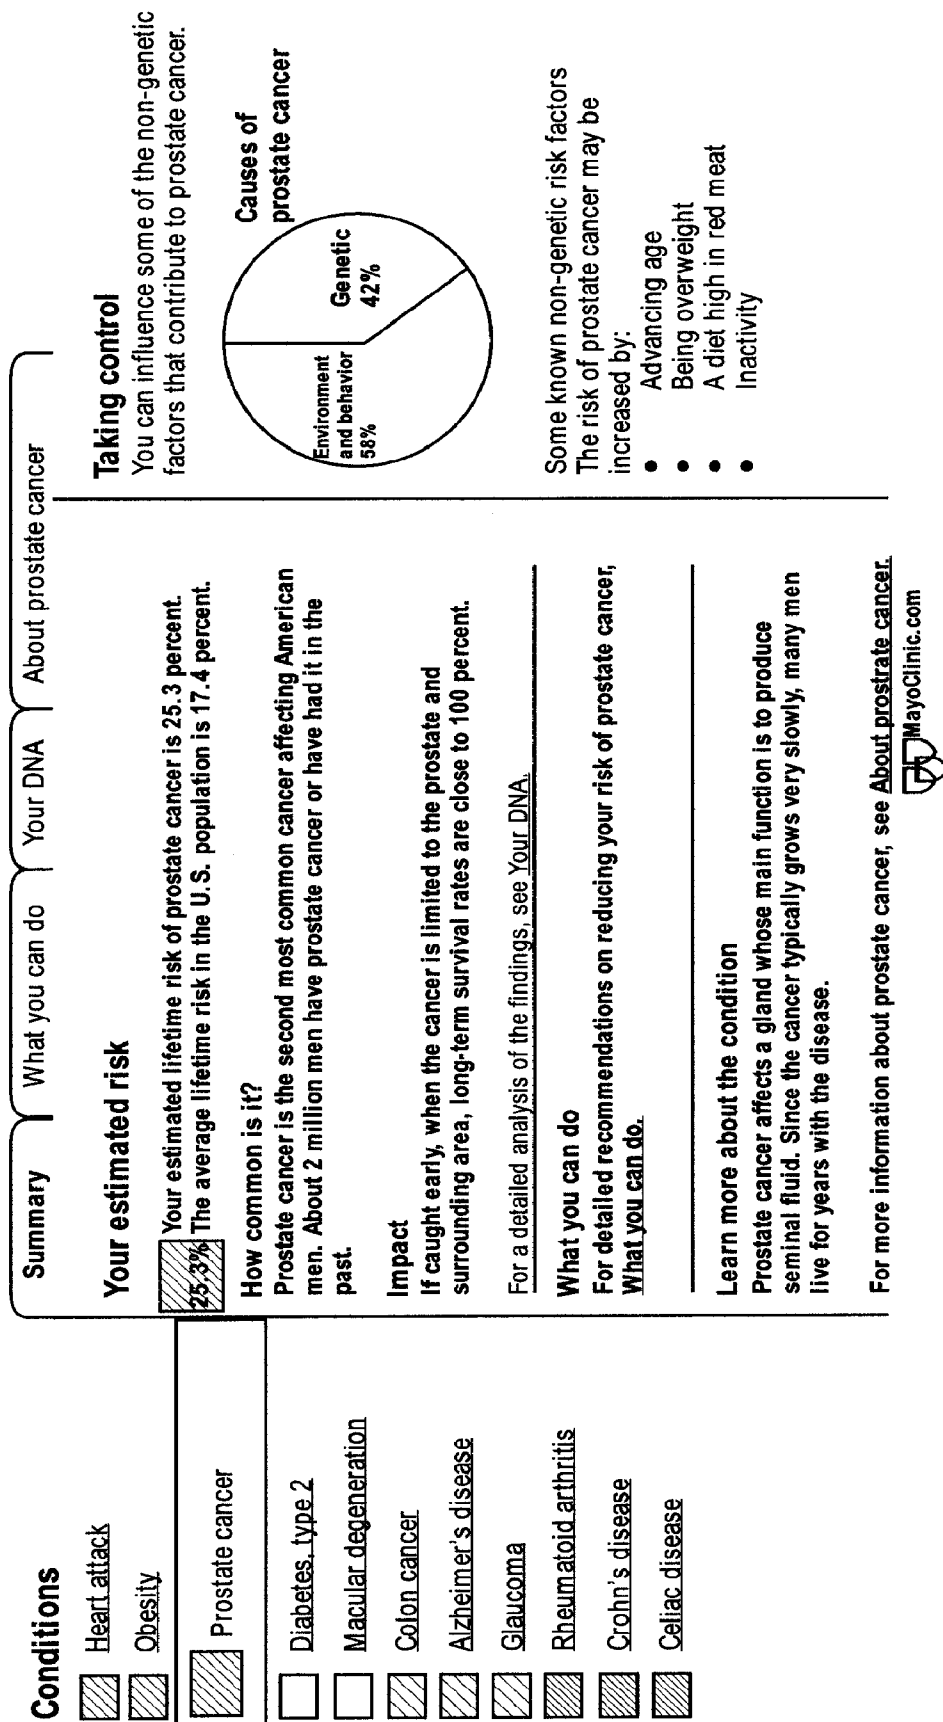 Conditions
Heart attack
Obesity
Prostate cancer
Diabetes, type 2
Macular degeneration
Colon cancer
Alzheimer's disease
Glaucoma
Rheumatoid arthritis
Crohn's disease
Celiac disease
Summary
What you can do
Your DNA
About prostate cancer
Your estimated risk
25.3%
Your estimated lifetime risk of prostate cancer is 25.3 percent.
The average lifetime risk in the U.S. population is 17.4 percent.
How common is it?
Prostate cancer is the second most common cancer affecting American
men. About 2 million men have prostate cancer or have had it in the
past.
Impact
If caught early, when the cancer is limited to the prostate and
surrounding area, long-term survival rates are close to 100 percent.
For a detailed analysis of the findings, see Your DNA.
What you can do
For detailed recommendations on reducing your risk of prostate cancer,
What you can do.
Learn more about the condition
Prostate cancer affects a gland whose main function is to produce
seminal fluid. Since the cancer typically grows very slowly, many men
live for years with the disease.
For more information about prostate cancer, see About prostrate cancer.
MayoClinic.com
Taking control
You can influence some of the non-genetic
factors that contribute to prostate cancer.
Causes of
prostate cancer
Environment
and behavior
58%
Genetic
42%
Some known non-genetic risk factors
The risk of prostate cancer may be
increased by:
• Advancing age
• Being overweight
• A diet high in red meat
• Inactivity